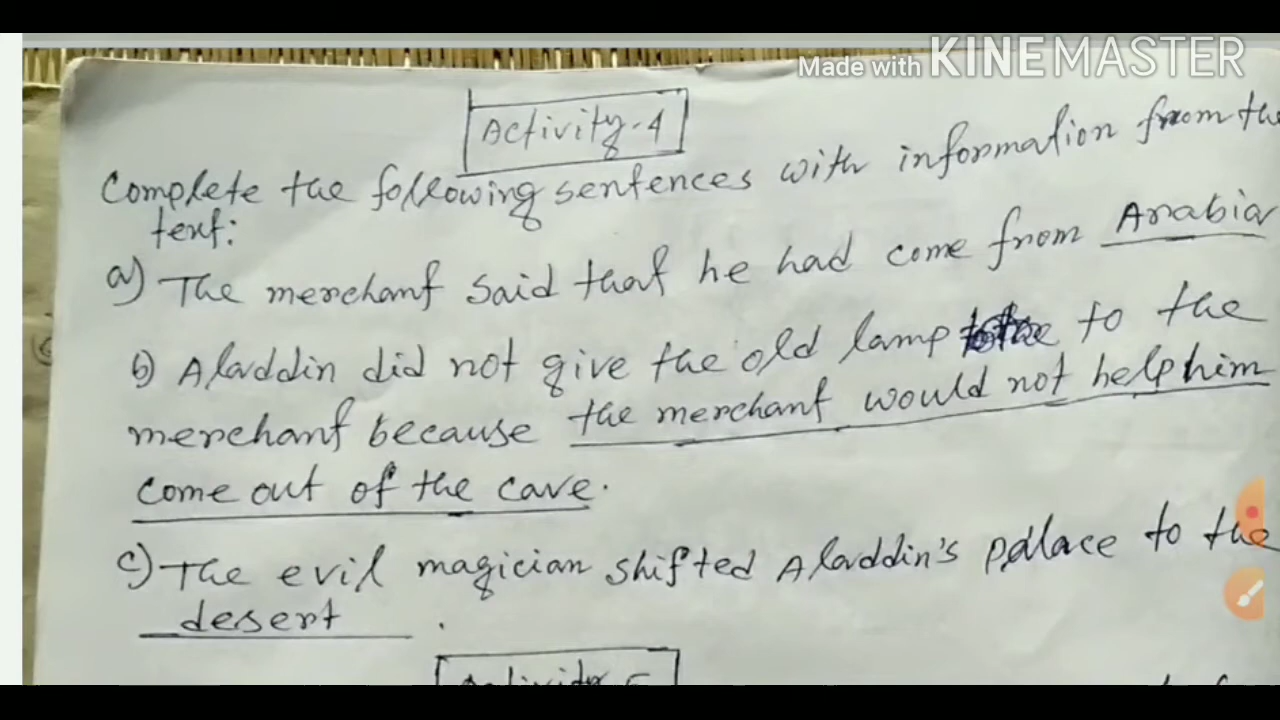 Made with KINEMASTER
Activity-4
Complete the following sentences with information from the
text:
a) The merchant said that he had come from Arabia
b) Aladdin did not give the old lamp to the
merchant because the merchant would not help him
come out of the cave.
c) The evil magician shifted Aladdin's palace to the
desert.
Activity-5